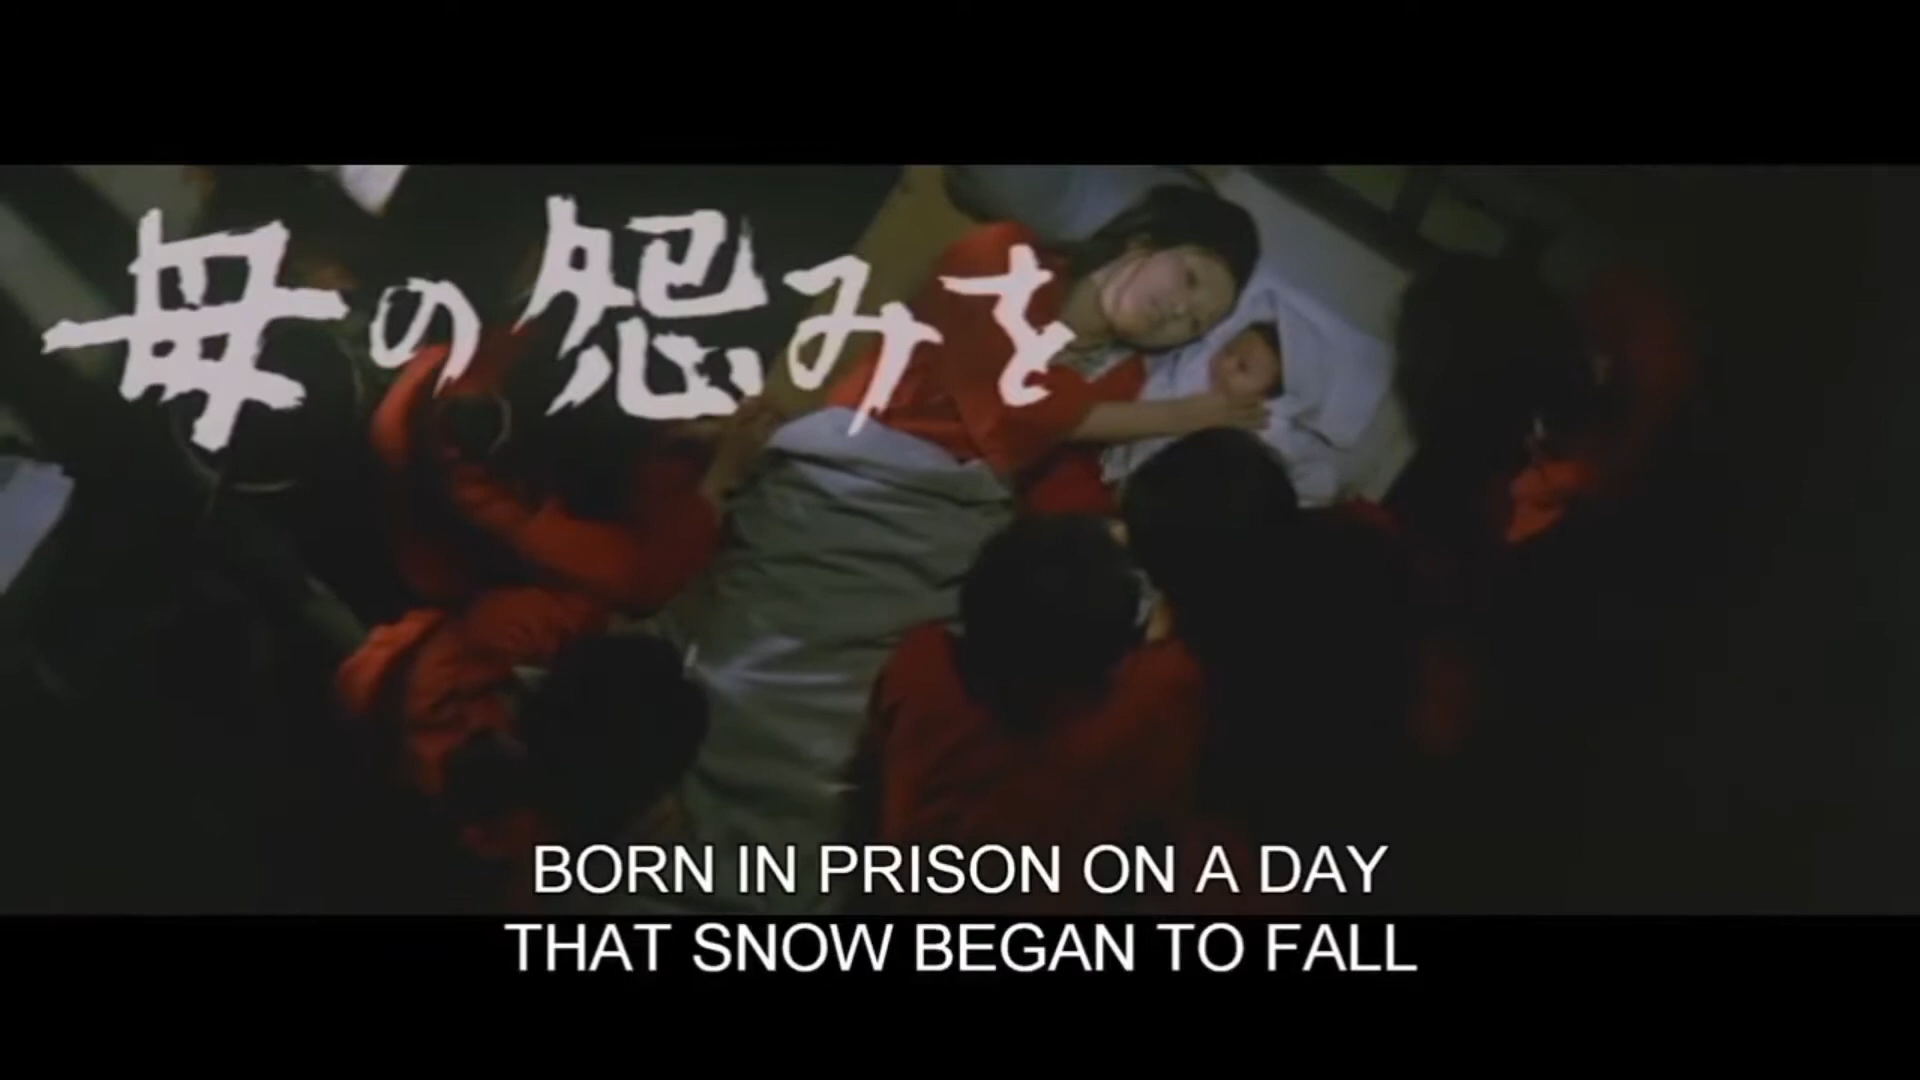 母の怨みを
BORN IN PRISON ON A DAY
THAT SNOW BEGAN TO FALL